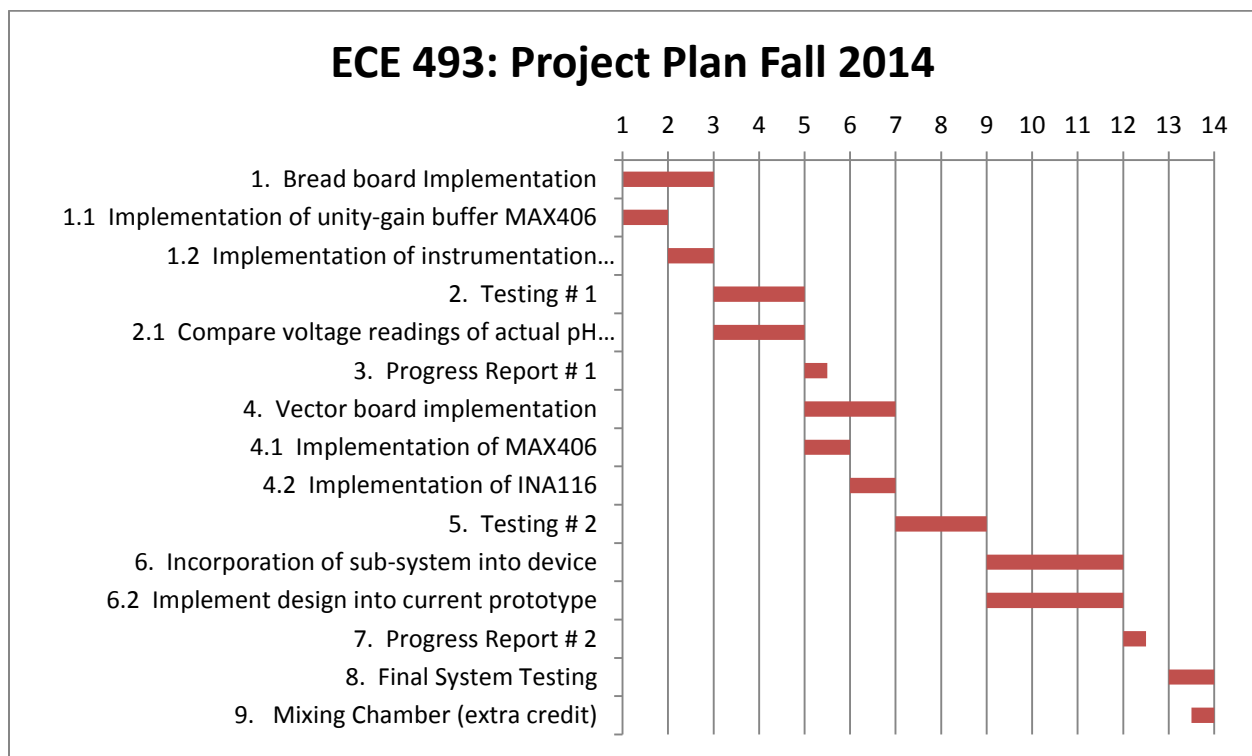 ECE 493: Project Plan Fall 2014
1 2 3 4 5 6 7 8 9 10 11 12 13 14
1. Bread board Implementation
1.1 Implementation of unity-gain buffer MAX406
1.2 Implementation of instrumentation…
2. Testing # 1
2.1 Compare voltage readings of actual pH…
3. Progress Report # 1
4. Vector board implementation
4.1 Implementation of MAX406
4.2 Implementation of INA116
5. Testing # 2
6. Incorporation of sub-system into device
6.2 Implement design into current prototype
7. Progress Report # 2
8. Final System Testing
9. Mixing Chamber (extra credit)